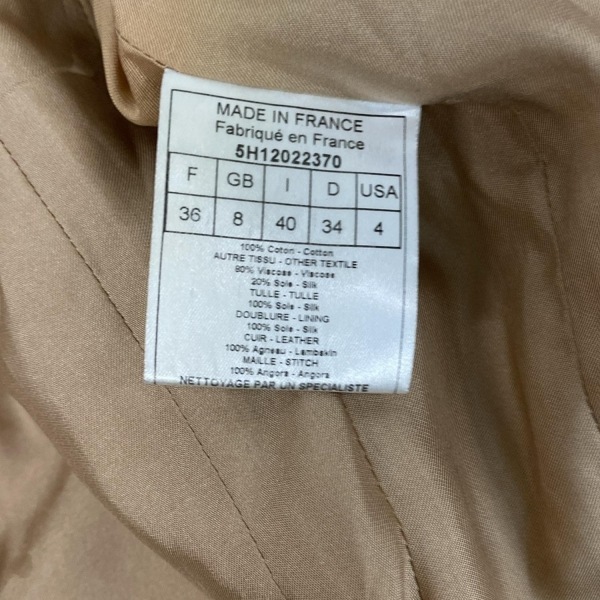 MADE IN FRANCE
Fabriqué en France
5H12022370
F GB I D USA
36 8 40 34 4
100% Coton - Cotton
AUTRE TISSU - OTHER TEXTILE
80% Viscose - Viscose
20% Soie - Silk
TULLE - TULLE
100% Soie - Silk
DOUBLURE - LINING
100% Soie - Silk
CUIR - LEATHER
100% Agneau - Lambskin
MAILLE - STITCH
100% Angora - Angora
NETTOYAGE PAR UN SPECIALISTE